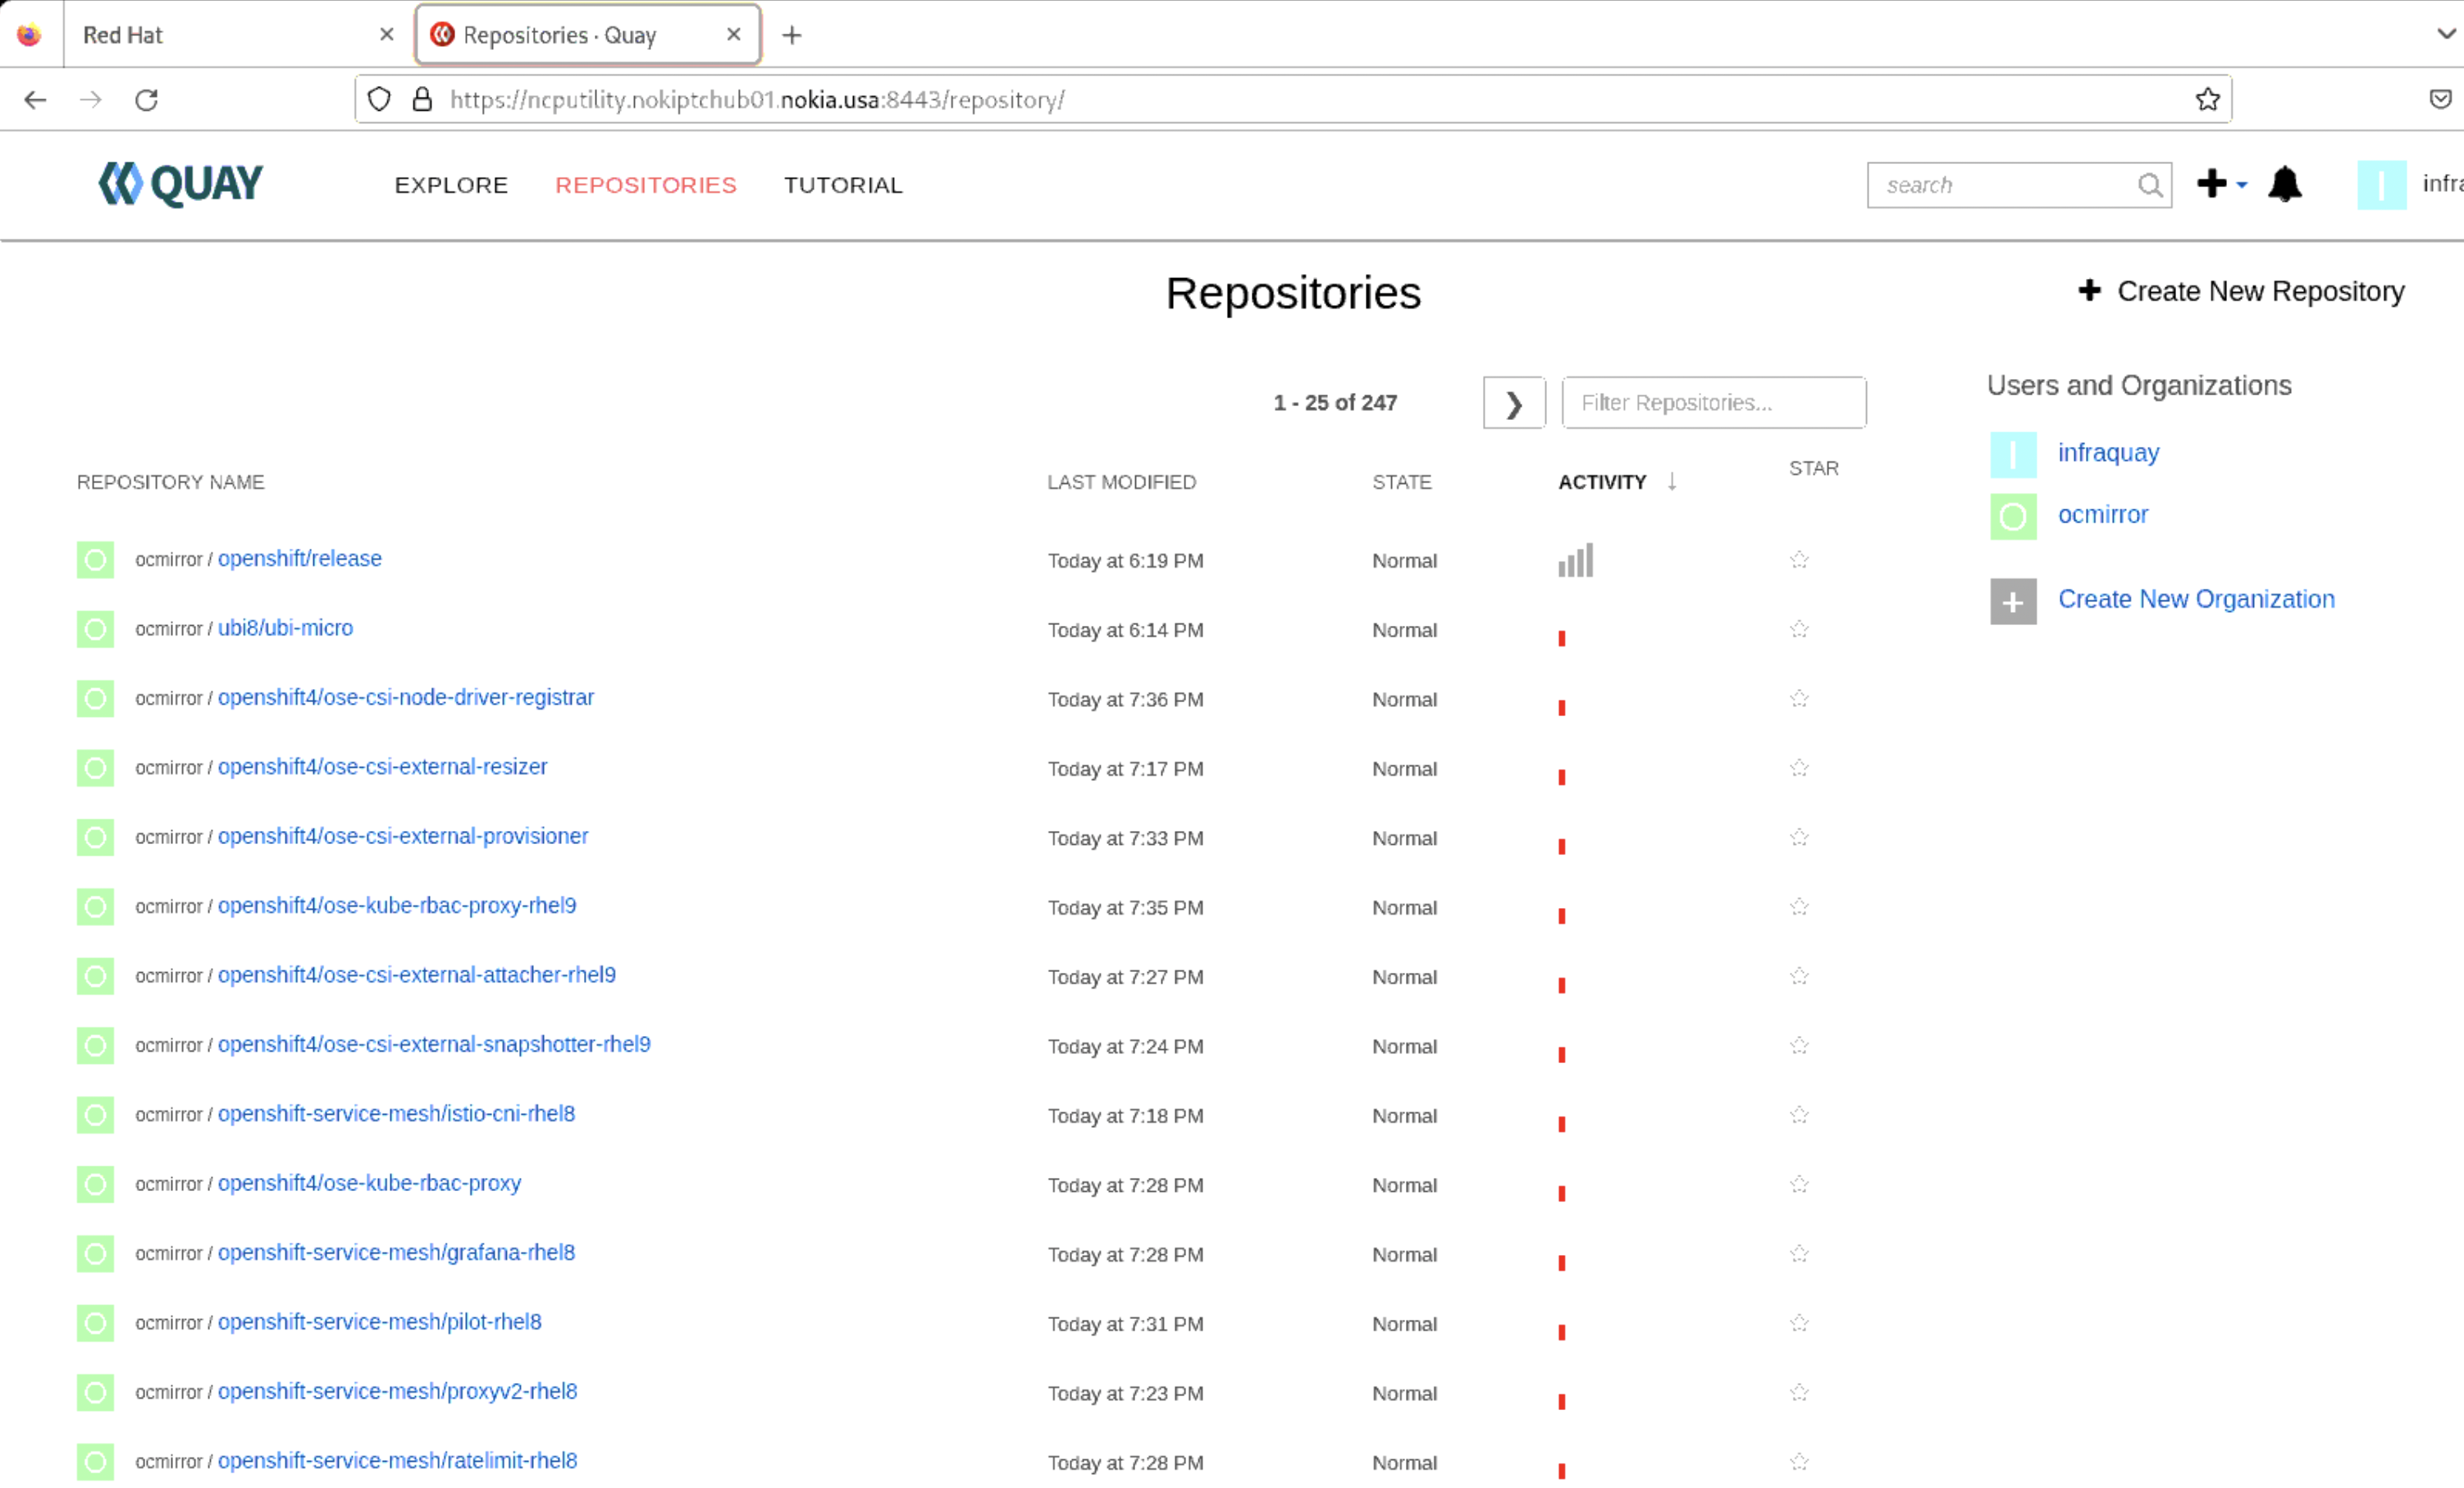 Red Hat
Repositories · Quay
https://ncputility.nokiptchub01.nokia.usa:8443/repository/
QUAY EXPLORE REPOSITORIES TUTORIAL search
Repositories
Create New Repository
1 - 25 of 247 Filter Repositories...
Users and Organizations
infraquay
ocmirror
Create New Organization
REPOSITORY NAME LAST MODIFIED STATE ACTIVITY STAR
ocmirror / openshift/release Today at 6:19 PM Normal
ocmirror / ubi8/ubi-micro Today at 6:14 PM Normal
ocmirror / openshift4/ose-csi-node-driver-registrar Today at 7:36 PM Normal
ocmirror / openshift4/ose-csi-external-resizer Today at 7:17 PM Normal
ocmirror / openshift4/ose-csi-external-provisioner Today at 7:33 PM Normal
ocmirror / openshift4/ose-kube-rbac-proxy-rhel9 Today at 7:35 PM Normal
ocmirror / openshift4/ose-csi-external-attacher-rhel9 Today at 7:27 PM Normal
ocmirror / openshift4/ose-csi-external-snapshotter-rhel9 Today at 7:24 PM Normal
ocmirror / openshift-service-mesh/istio-cni-rhel8 Today at 7:18 PM Normal
ocmirror / openshift4/ose-kube-rbac-proxy Today at 7:28 PM Normal
ocmirror / openshift-service-mesh/grafana-rhel8 Today at 7:28 PM Normal
ocmirror / openshift-service-mesh/pilot-rhel8 Today at 7:31 PM Normal
ocmirror / openshift-service-mesh/proxyv2-rhel8 Today at 7:23 PM Normal
ocmirror / openshift-service-mesh/ratelimit-rhel8 Today at 7:28 PM Normal